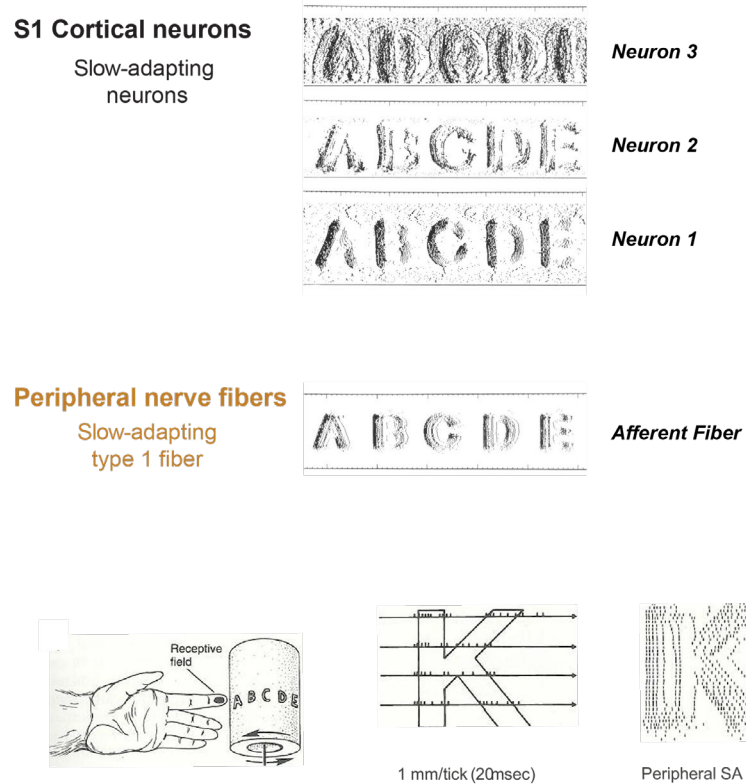 S1 Cortical neurons
Slow-adapting
neurons
Neuron 3
Neuron 2
Neuron 1
A B C D E
A B C D E
Peripheral nerve fibers
Slow-adapting
type 1 fiber
A B C D E
Afferent Fiber
Receptive
field
A B C D E
K
K
1 mm/tick (20msec)
Peripheral SA